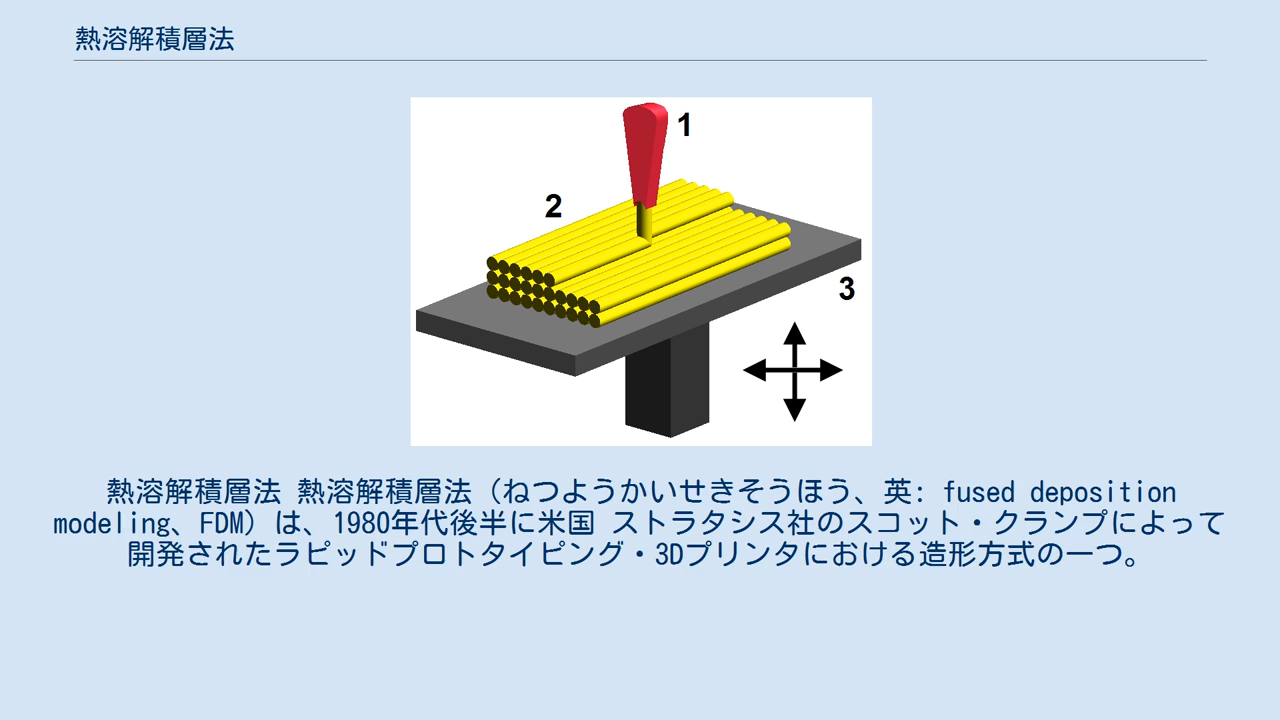 熱溶解積層法
1
2
3
熱溶解積層法 熱溶解積層法（ねつようかいせきそうほう、英: fused deposition
modeling、FDM）は、1980年代後半に米国 ストラタシス社のスコット・クランプによって
開発されたラピッドプロトタイピング・3Dプリンタにおける造形方式の一つ。